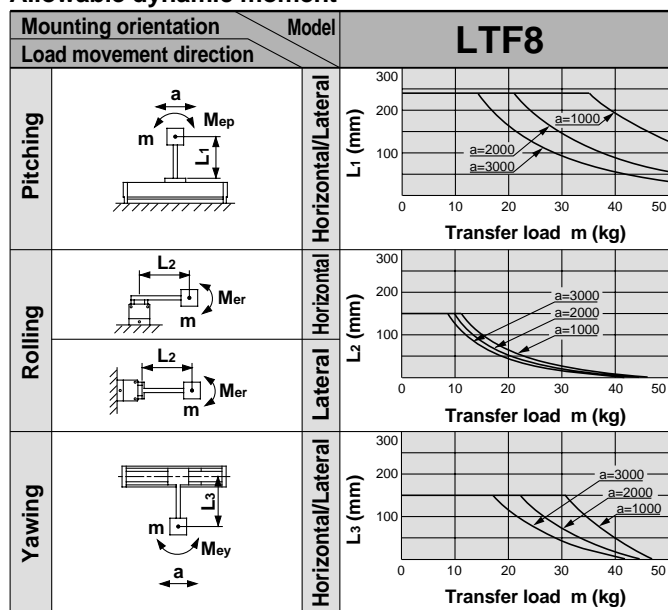 Allowable dynamic moment
Mounting orientation
Model
Load movement direction
LTF8
Pitching
a
Mep
m
L1
Horizontal/Lateral
L1 (mm)
300
200
100
a=1000
a=2000
a=3000
0 10 20 30 40 50
Transfer load m (kg)
Rolling
L2
Mer
m
Horizontal
L2
Mer
m
Lateral
L2 (mm)
300
200
100
a=3000
a=2000
a=1000
0 10 20 30 40 50
Transfer load m (kg)
Yawing
L3
m
Mey
a
Horizontal/Lateral
L3 (mm)
300
200
100
a=3000
a=2000
a=1000
0 10 20 30 40 50
Transfer load m (kg)